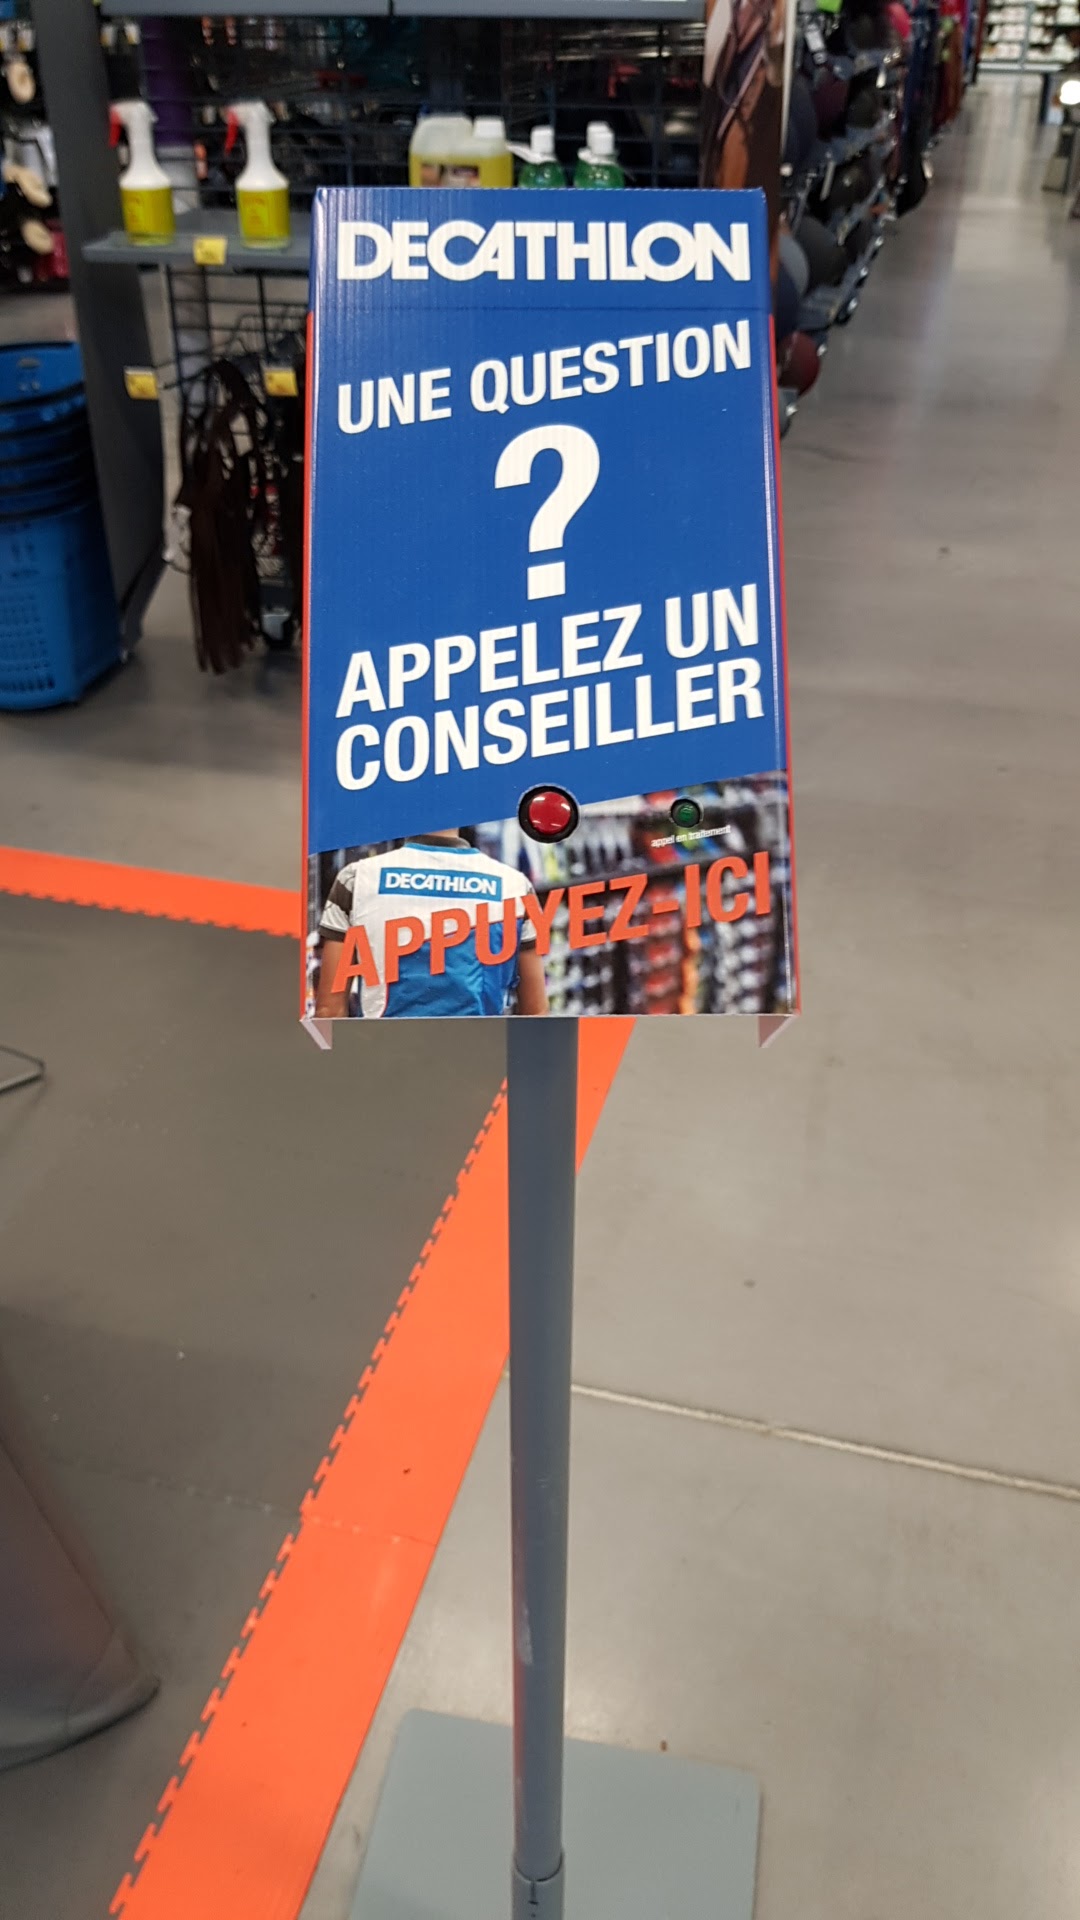 DECATHLON
UNE QUESTION
?
APPELEZ UN
CONSEILLER
appel en traitement
DECATHLON
APPUYEZ-ICI